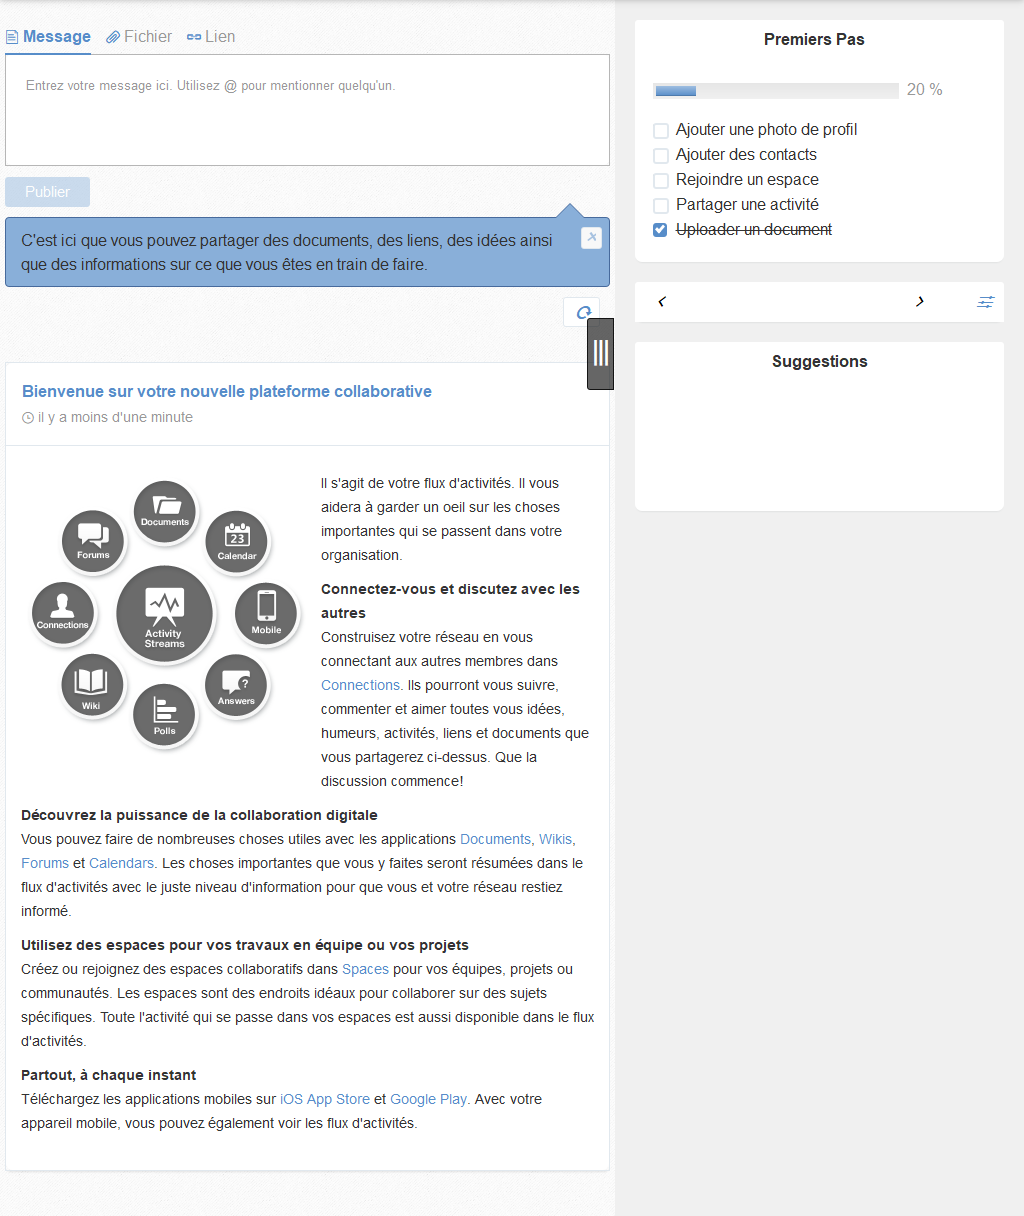 Message Fichier Lien
Entrez votre message ici. Utilisez @ pour mentionner quelqu'un.
Publier
C'est ici que vous pouvez partager des documents, des liens, des idées ainsi
que des informations sur ce que vous êtes en train de faire.
Bienvenue sur votre nouvelle plateforme collaborative
il y a moins d'une minute
Documents
Forums
Calendar
23
Connections
Activity
Streams
Mobile
Wiki
Answers
Polls
Il s'agit de votre flux d'activités. Il vous
aidera à garder un oeil sur les choses
importantes qui se passent dans votre
organisation.
Connectez-vous et discutez avec les
autres
Construisez votre réseau en vous
connectant aux autres membres dans
Connections. Ils pourront vous suivre,
commenter et aimer toutes vous idées,
humeurs, activités, liens et documents que
vous partagerez ci-dessus. Que la
discussion commence!
Découvrez la puissance de la collaboration digitale
Vous pouvez faire de nombreuses choses utiles avec les applications Documents, Wikis,
Forums et Calendars. Les choses importantes que vous y faites seront résumées dans le
flux d'activités avec le juste niveau d'information pour que vous et votre réseau restiez
informé.
Utilisez des espaces pour vos travaux en équipe ou vos projets
Créez ou rejoignez des espaces collaboratifs dans Spaces pour vos équipes, projets ou
communautés. Les espaces sont des endroits idéaux pour collaborer sur des sujets
spécifiques. Toute l'activité qui se passe dans vos espaces est aussi disponible dans le flux
d'activités.
Partout, à chaque instant
Téléchargez les applications mobiles sur iOS App Store et Google Play. Avec votre
appareil mobile, vous pouvez également voir les flux d'activités.
Premiers Pas
20 %
Ajouter une photo de profil
Ajouter des contacts
Rejoindre un espace
Partager une activité
Uploader un document
Suggestions